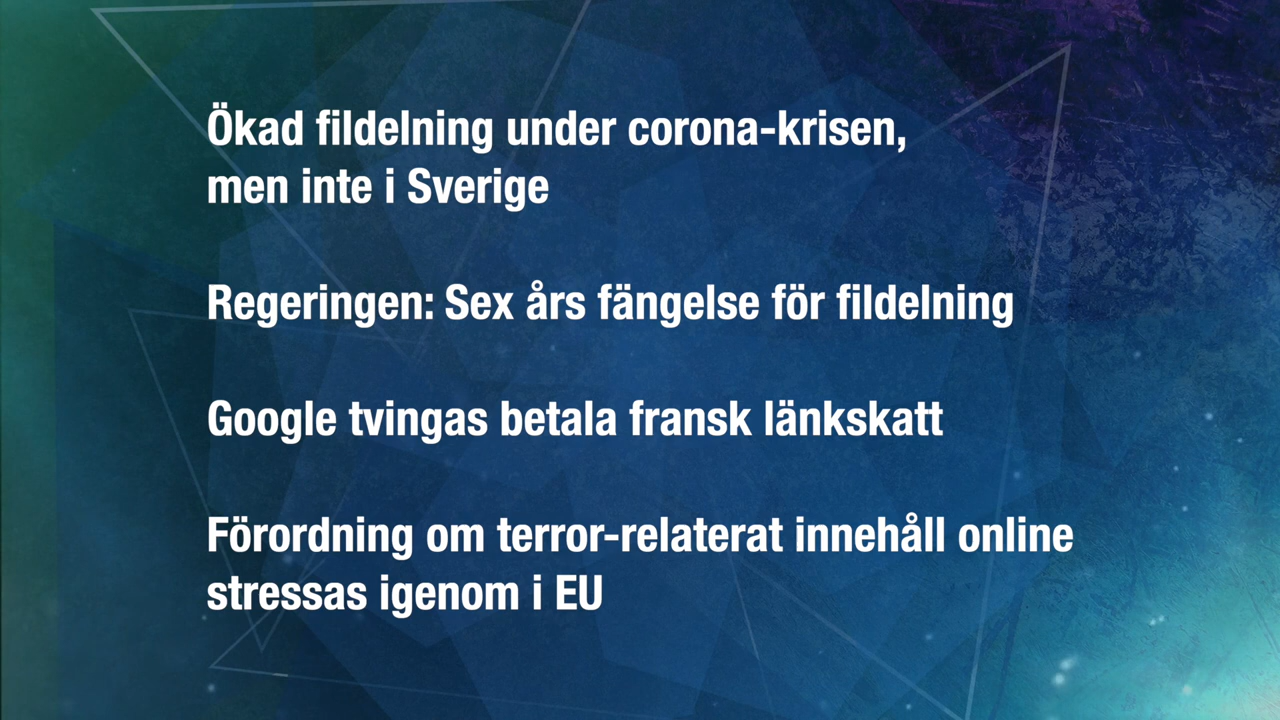 Ökad fildelning under corona-krisen,
men inte i Sverige
Regeringen: Sex års fängelse för fildelning
Google tvingas betala fransk länkskatt
Förordning om terror-relaterat innehåll online
stressas igenom i EU